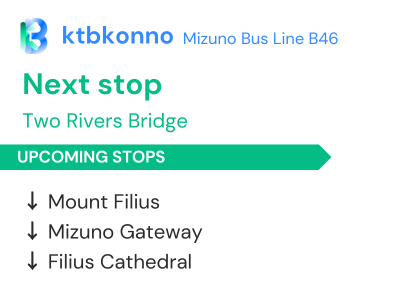 ktbkonno Mizuno Bus Line B46
Next stop
Two Rivers Bridge
UPCOMING STOPS
↓ Mount Filius
↓ Mizuno Gateway
↓ Filius Cathedral